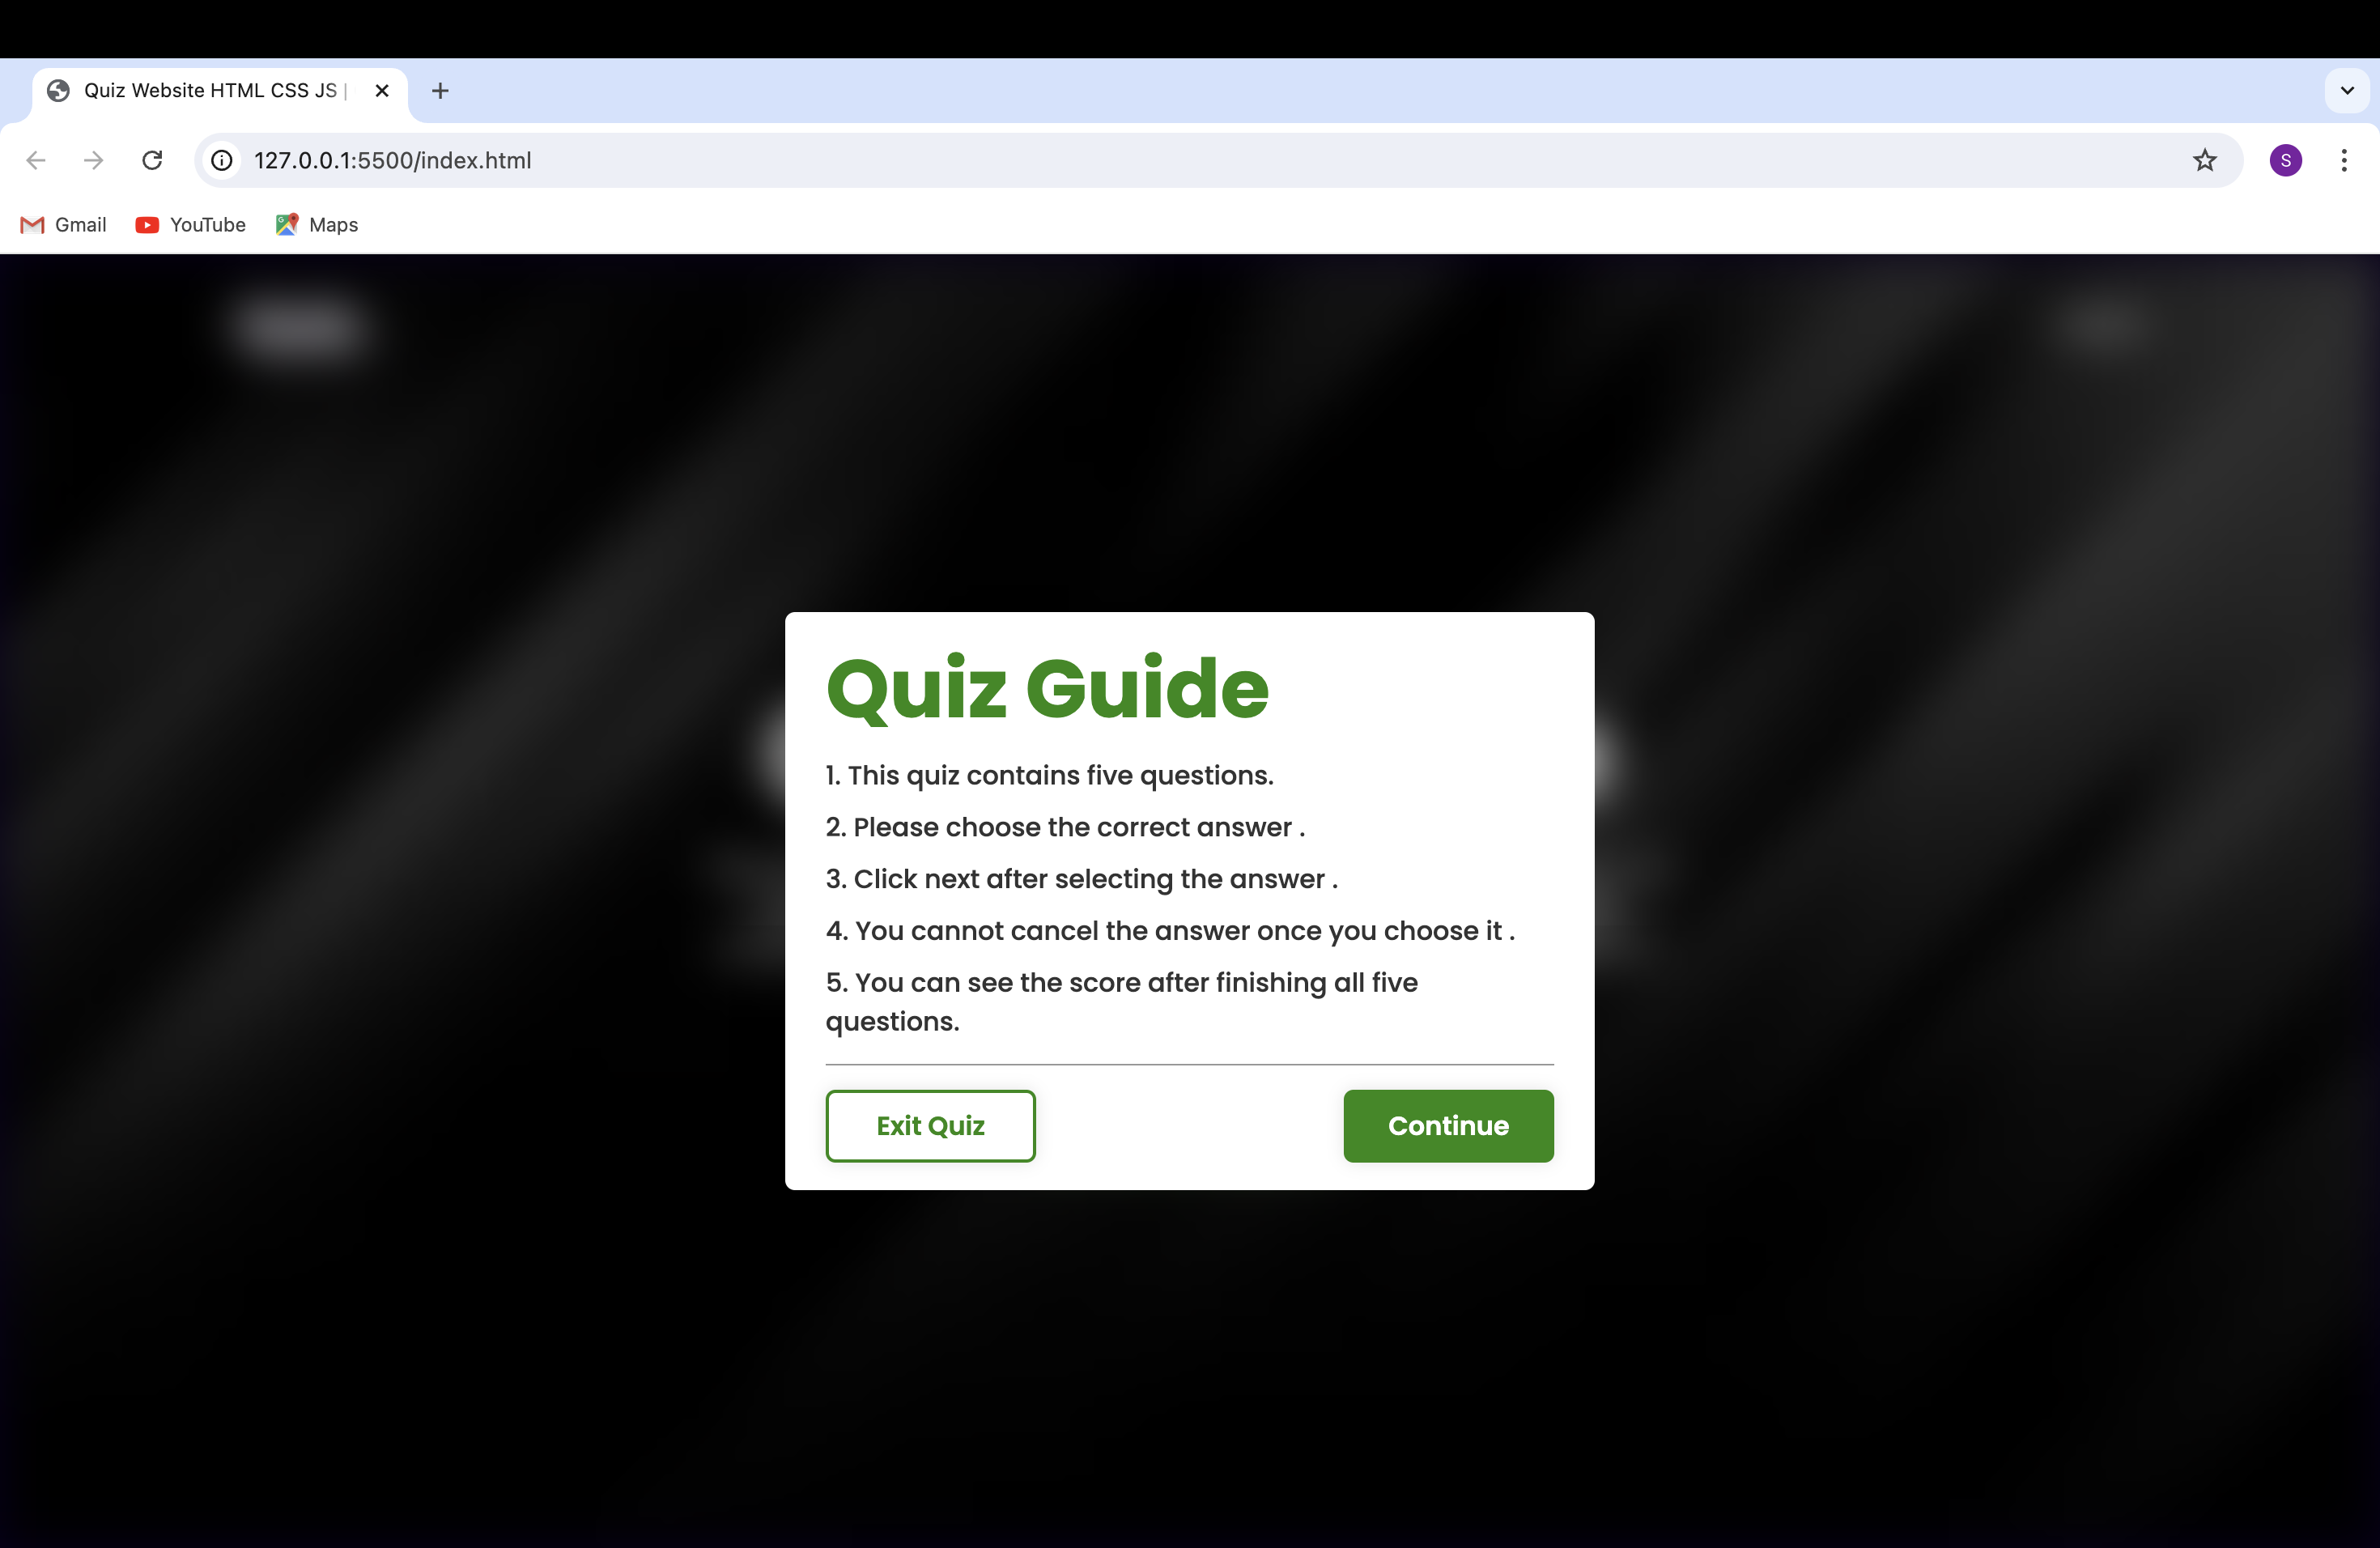 Quiz Website HTML CSS JS |
127.0.0.1:5500/index.html
S
Gmail YouTube Maps
Quiz Guide
1. This quiz contains five questions.
2. Please choose the correct answer .
3. Click next after selecting the answer .
4. You cannot cancel the answer once you choose it .
5. You can see the score after finishing all five
questions.
Exit Quiz Continue